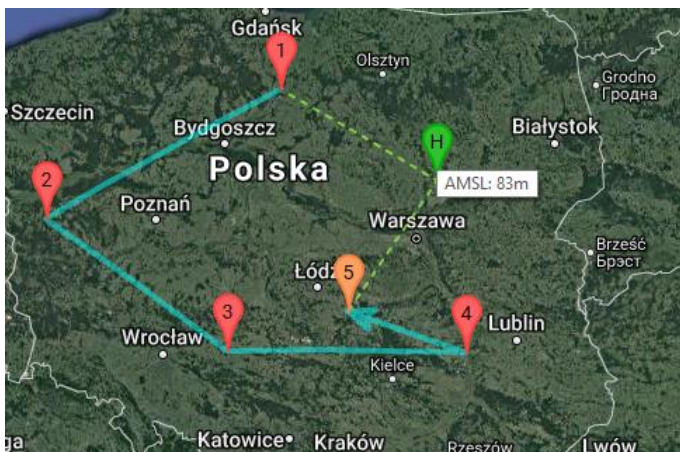 Gdańsk
1
Olsztyn
Grodno
Гродна
Szczecin
Bydgoszcz
H
Białystok
Polska
AMSL: 83m
2
Poznań
Warszawa
Brześć
Брэст
Łódź
5
3
4
Lublin
Wrocław
Kielce
ga
Katowice
Kraków
Rzeszów
Lwów